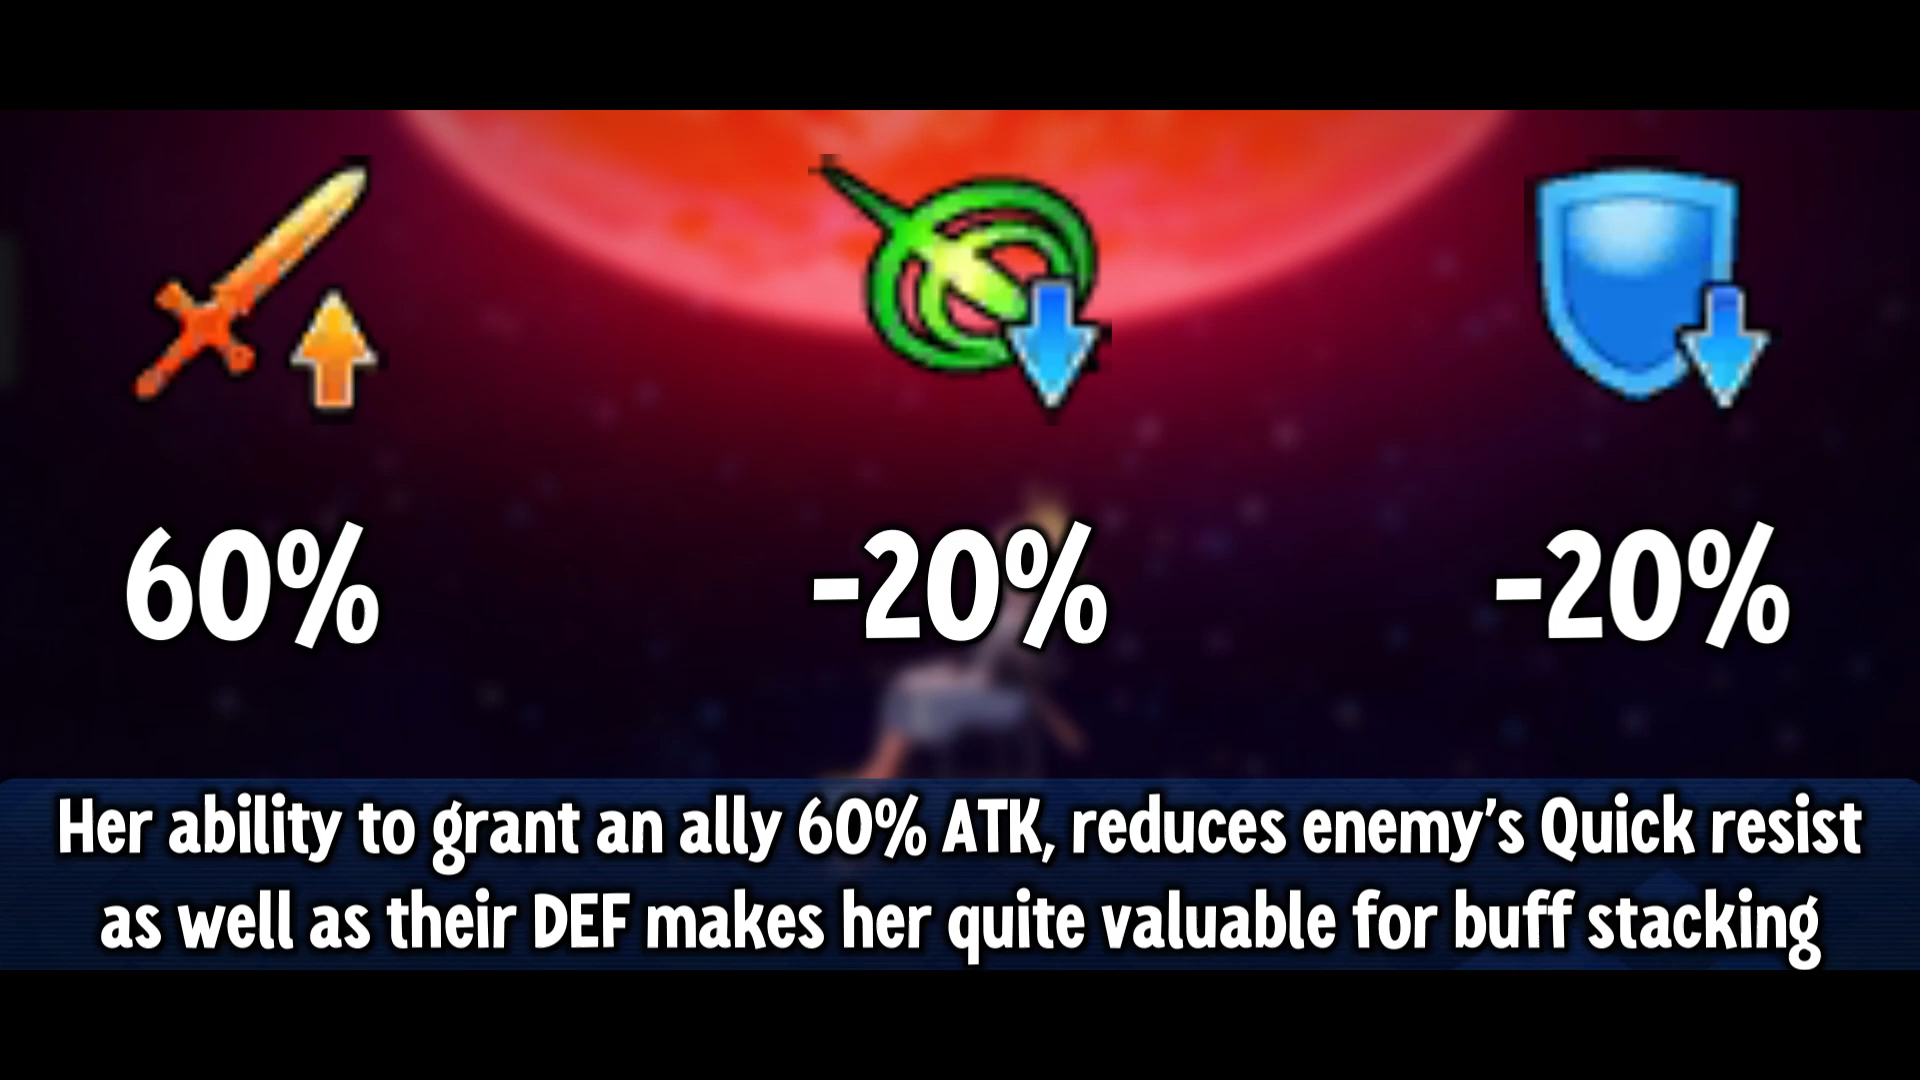 60%
-20%
-20%
Her ability to grant an ally 60% ATK, reduces enemy's Quick resist
as well as their DEF makes her quite valuable for buff stacking